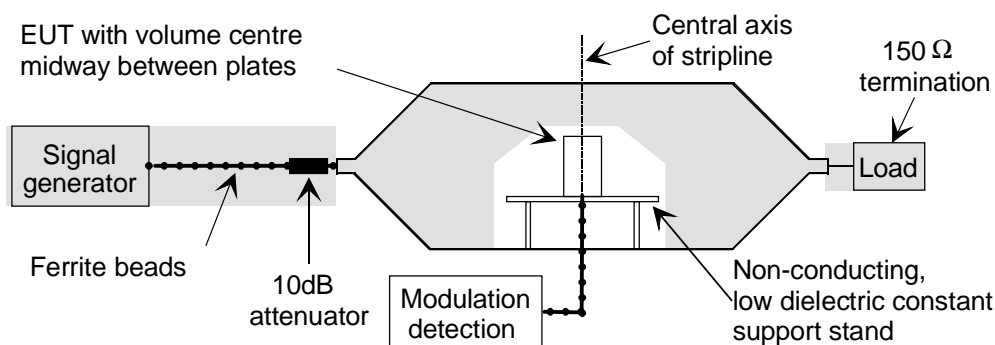 EUT with volume centre
midway between plates
Central axis
of stripline
150 Ω
termination
Signal
generator
Load
Ferrite beads
10dB
attenuator
Modulation
detection
Non-conducting,
low dielectric constant
support stand